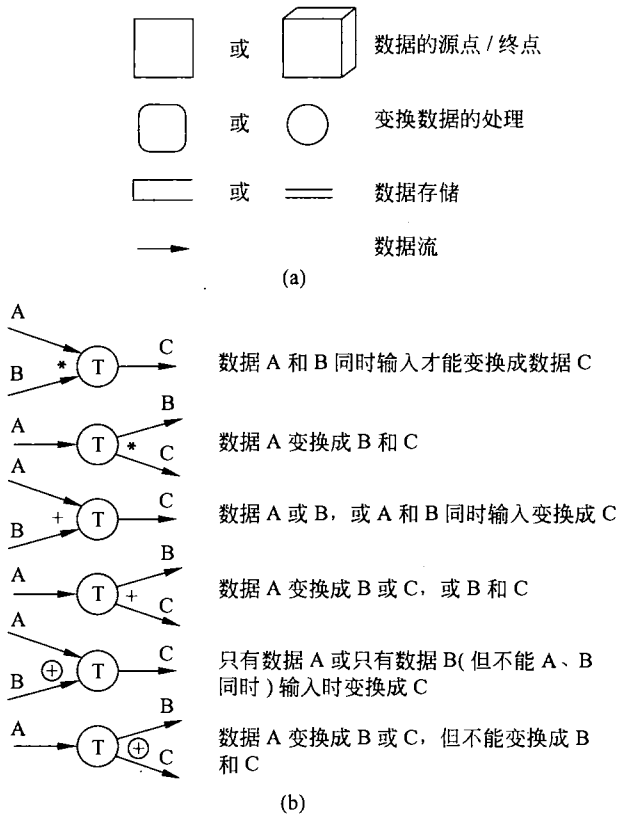 或 数据的源点 / 终点
或 变换数据的处理
或 数据存储
数据流
(a)
A
B
*
T
C
数据 A 和 B 同时输入才能变换成数据 C
A
T
*
B
C
数据 A 变换成 B 和 C
A
B
+
T
C
数据 A 或 B，或 A 和 B 同时输入变换成 C
A
T
+
B
C
数据 A 变换成 B 或 C，或 B 和 C
A
B
⊕
T
C
只有数据 A 或只有数据 B( 但不能 A、B
同时 ) 输入时变换成 C
A
T
⊕
B
C
数据 A 变换成 B 或 C，但不能变换成 B
和 C
(b)